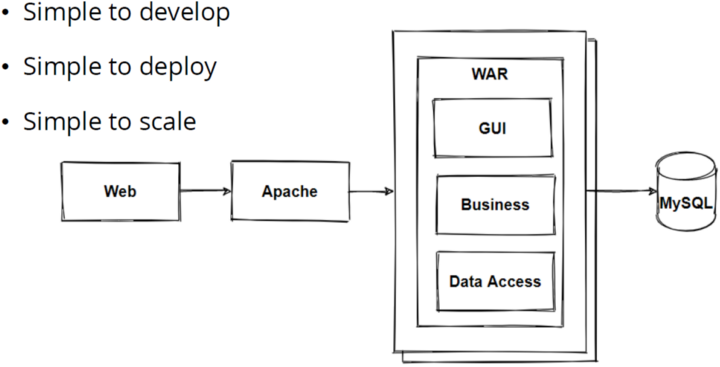 • Simple to develop
• Simple to deploy
• Simple to scale
WAR
GUI
Web
Apache
Business
MySQL
Data Access